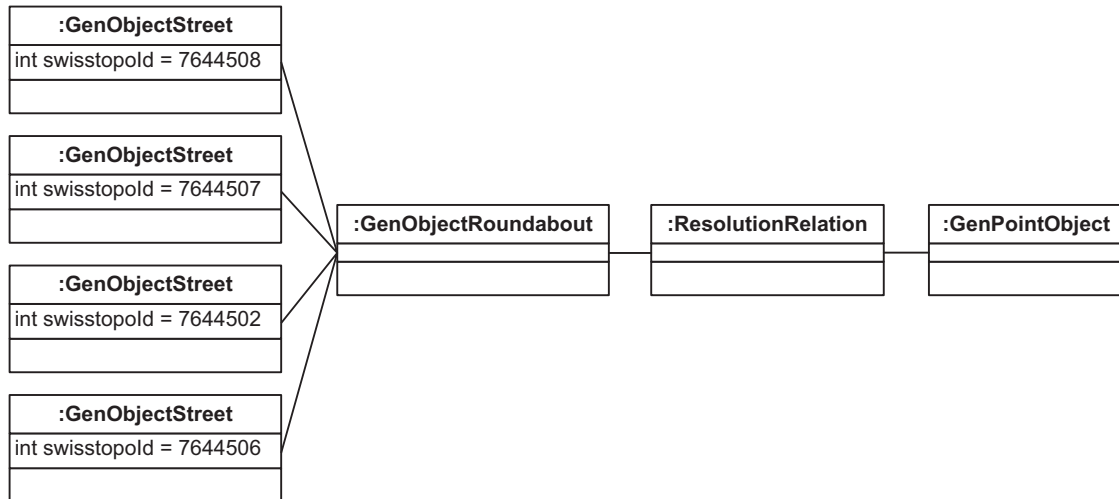 :GenObjectStreet
int swisstopoId = 7644508
:GenObjectStreet
int swisstopoId = 7644507
:GenObjectStreet
int swisstopoId = 7644502
:GenObjectStreet
int swisstopoId = 7644506
:GenObjectRoundabout
:ResolutionRelation
:GenPointObject